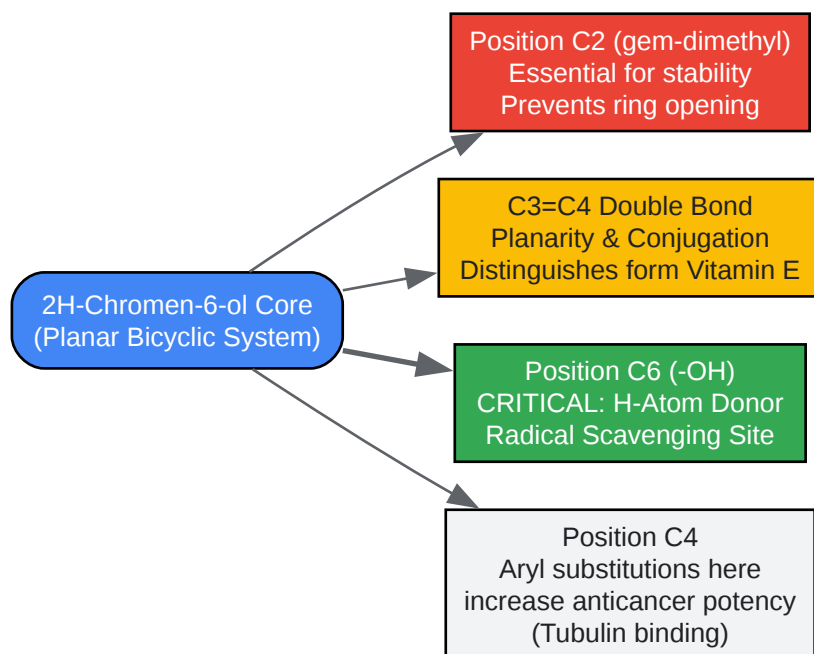 Position C2 (gem-dimethyl)
Essential for stability
Prevents ring opening
C3=C4 Double Bond
Planarity & Conjugation
Distinguishes form Vitamin E
2H-Chromen-6-ol Core
(Planar Bicyclic System)
Position C6 (-OH)
CRITICAL: H-Atom Donor
Radical Scavenging Site
Position C4
Aryl substitutions here
increase anticancer potency
(Tubulin binding)